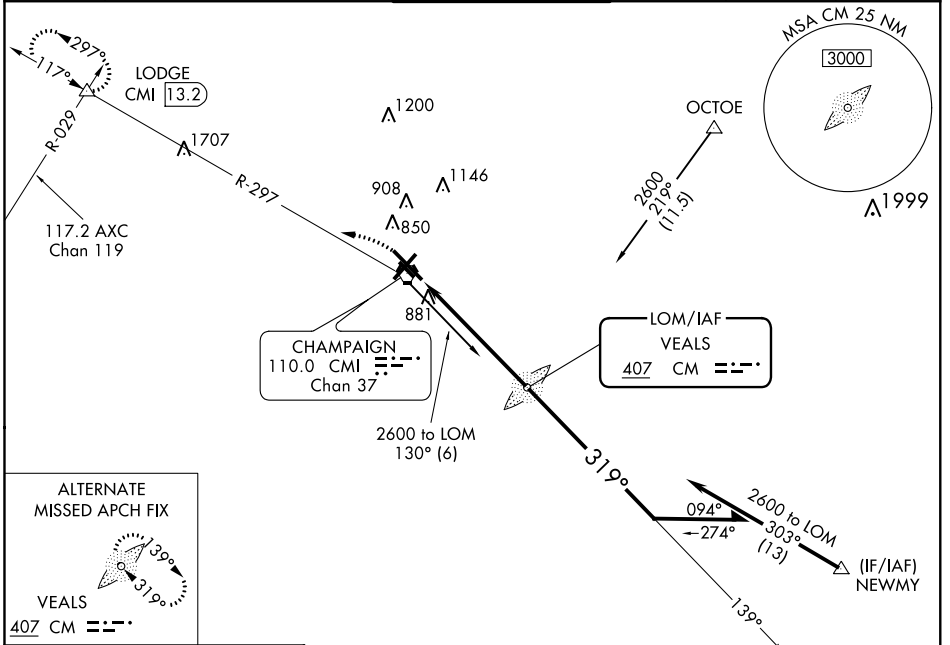 MSA CM 25 NM
3000
297°
117°
LODGE
CMI 13.2
R-029
1707
1200
OCTOE
R-297
908
1146
850
2600
219°
(11.5)
1999
117.2 AXC
Chan 119
881
CHAMPAIGN
110.0 CMI
Chan 37
LOM/IAF
VEALS
407 CM
2600 to LOM
130° (6)
319°
094°
274°
2600 to LOM
303°
(13)
(IF/IAF)
NEWMY
139°
ALTERNATE
MISSED APCH FIX
139°
319°
VEALS
407 CM